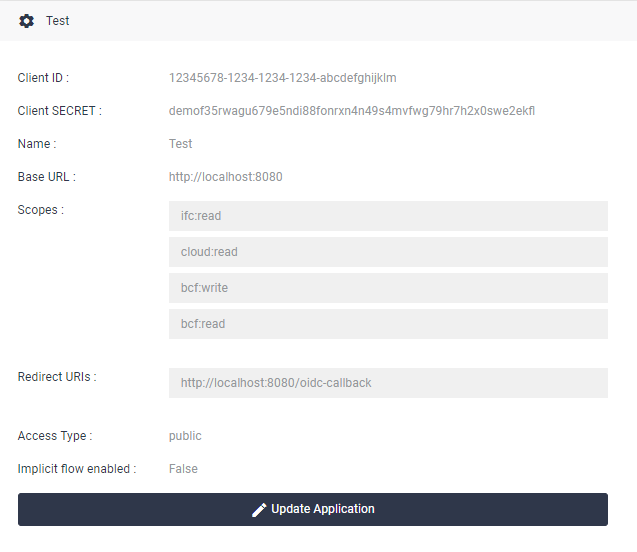 Test
Client ID : 12345678-1234-1234-1234-abcdefghijklm
Client SECRET : demof35rwagu679e5ndi88fonrxn4n49s4mvfwg79hr7h2x0swe2ekfl
Name : Test
Base URL : http://localhost:8080
Scopes : ifc:read
cloud:read
bcf:write
bcf:read
Redirect URIs : http://localhost:8080/oidc-callback
Access Type : public
Implicit flow enabled : False
Update Application